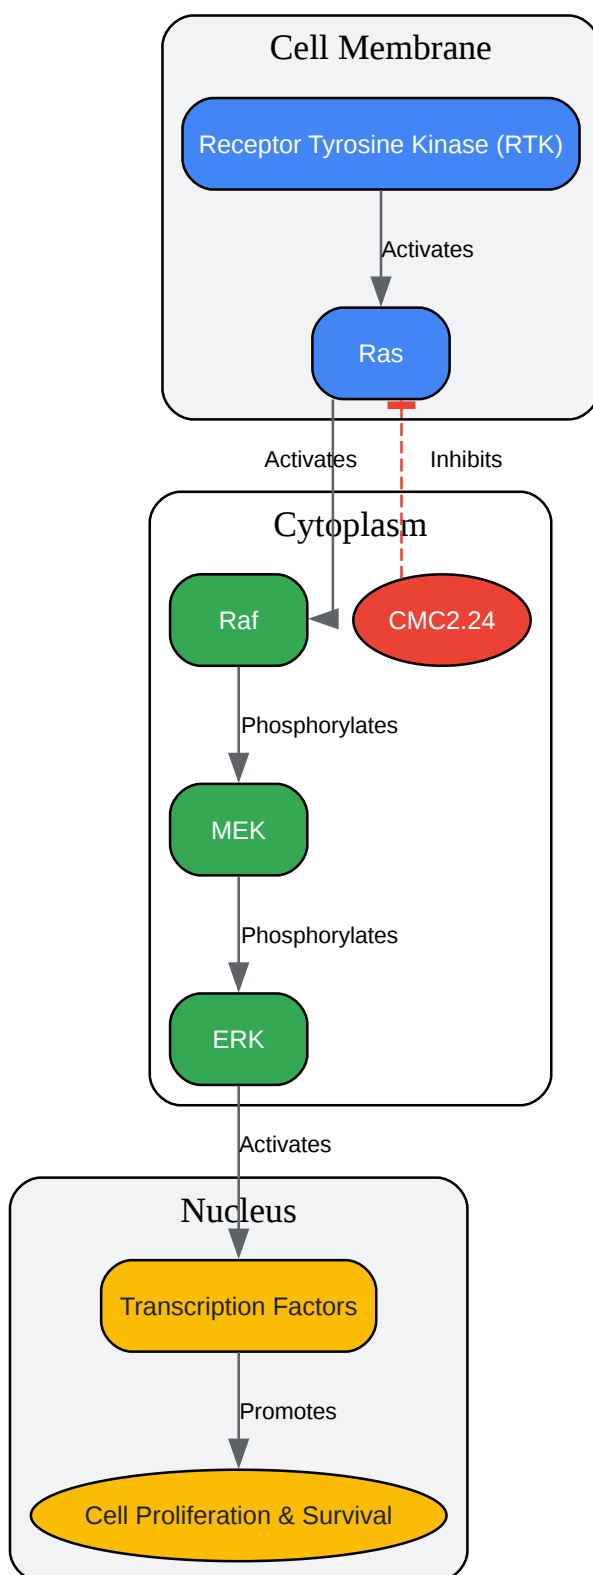 Cell Membrane
Receptor Tyrosine Kinase (RTK)
Activates
Ras
Activates
Inhibits
Cytoplasm
Raf
CMC2.24
Phosphorylates
MEK
Phosphorylates
ERK
Activates
Nucleus
Transcription Factors
Promotes
Cell Proliferation & Survival